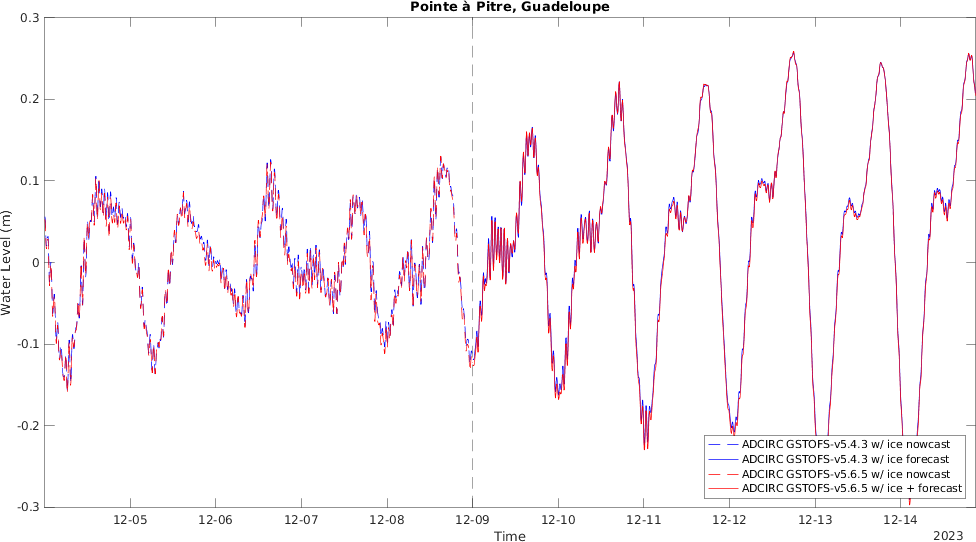 Pointe à Pitre, Guadeloupe
0.3
0.2
0.1
0
-0.1
-0.2
-0.3
Water Level (m)
ADCIRC GSTOFS-v5.4.3 w/ ice nowcast
ADCIRC GSTOFS-v5.4.3 w/ ice forecast
ADCIRC GSTOFS-v5.6.5 w/ ice nowcast
ADCIRC GSTOFS-v5.6.5 w/ ice + forecast
12-05 12-06 12-07 12-08 12-09 12-10 12-11 12-12 12-13 12-14
Time
2023